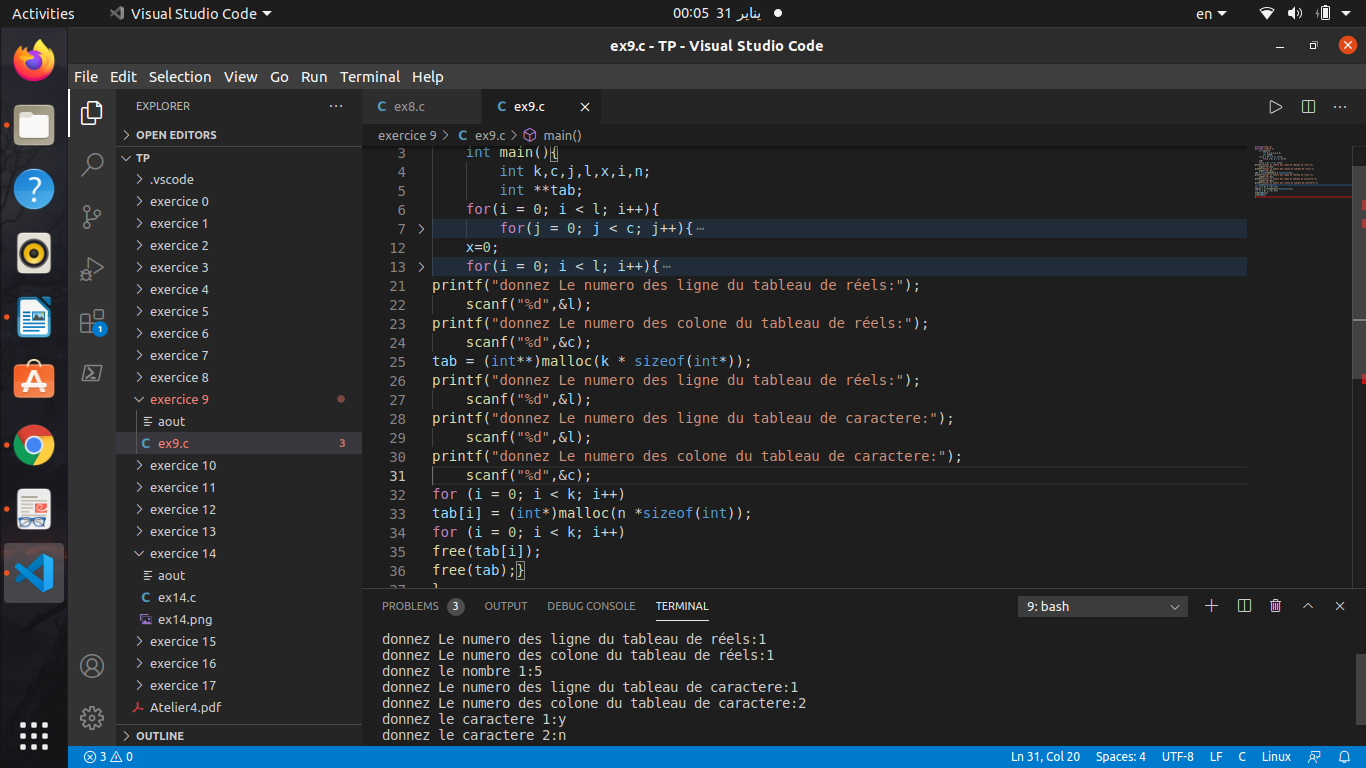 Activities Visual Studio Code 00:05 31 يناير en
ex9.c - TP - Visual Studio Code
File Edit Selection View Go Run Terminal Help
EXPLORER ···
OPEN EDITORS
TP
.vscode
exercice 0
exercice 1
exercice 2
exercice 3
exercice 4
exercice 5
exercice 6
exercice 7
exercice 8
exercice 9
aout
C ex9.c 3
exercice 10
exercice 11
exercice 12
exercice 13
exercice 14
aout
C ex14.c
ex14.png
exercice 15
exercice 16
exercice 17
Atelier4.pdf
OUTLINE
1
C ex8.c C ex9.c
exercice 9 > C ex9.c > main()
3 int main(){
4 int k,c,j,l,x,i,n;
5 int **tab;
6 for(i = 0; i < l; i++){
7 for(j = 0; j < c; j++){···
12 x=0;
13 for(i = 0; i < l; i++){···
21 printf("donnez Le numero des ligne du tableau de réels:");
22 scanf("%d",&l);
23 printf("donnez Le numero des colone du tableau de réels:");
24 scanf("%d",&c);
25 tab = (int**)malloc(k * sizeof(int*));
26 printf("donnez Le numero des ligne du tableau de réels:");
27 scanf("%d",&l);
28 printf("donnez Le numero des ligne du tableau de caractere:");
29 scanf("%d",&l);
30 printf("donnez Le numero des colone du tableau de caractere:");
31 scanf("%d",&c);
32 for (i = 0; i < k; i++)
33 tab[i] = (int*)malloc(n *sizeof(int));
34 for (i = 0; i < k; i++)
35 free(tab[i]);
36 free(tab);}
37 }
PROBLEMS 3 OUTPUT DEBUG CONSOLE TERMINAL 9: bash
donnez Le numero des ligne du tableau de réels:1
donnez Le numero des colone du tableau de réels:1
donnez le nombre 1:5
donnez Le numero des ligne du tableau de caractere:1
donnez Le numero des colone du tableau de caractere:2
donnez le caractere 1:y
donnez le caractere 2:n
3 0 Ln 31, Col 20 Spaces: 4 UTF-8 LF C Linux